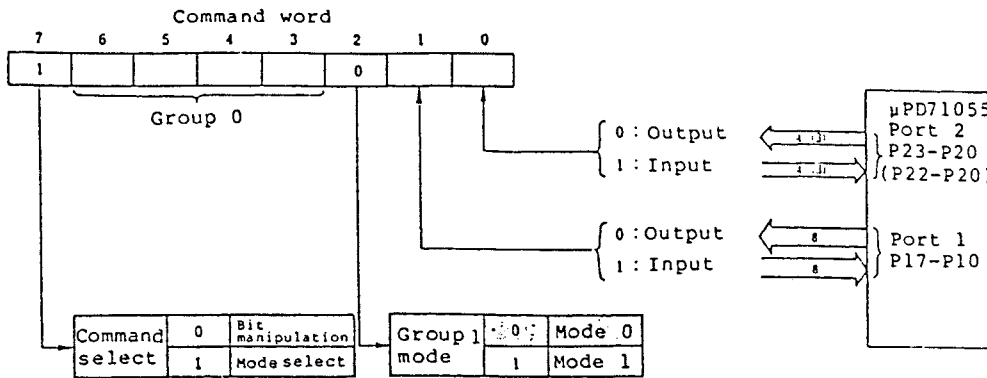 Command word
7 6 5 4 3 2 1 0
1 0
Group 0
0 : Output
1 : Input
μPD71055
Port 2
P23-P20
(P22-P20)
0 : Output
1 : Input
8
8
Port 1
P17-P10
Command select
0 Bit manipulation
1 Mode select
Group 1 mode
0 Mode 0
1 Mode 1